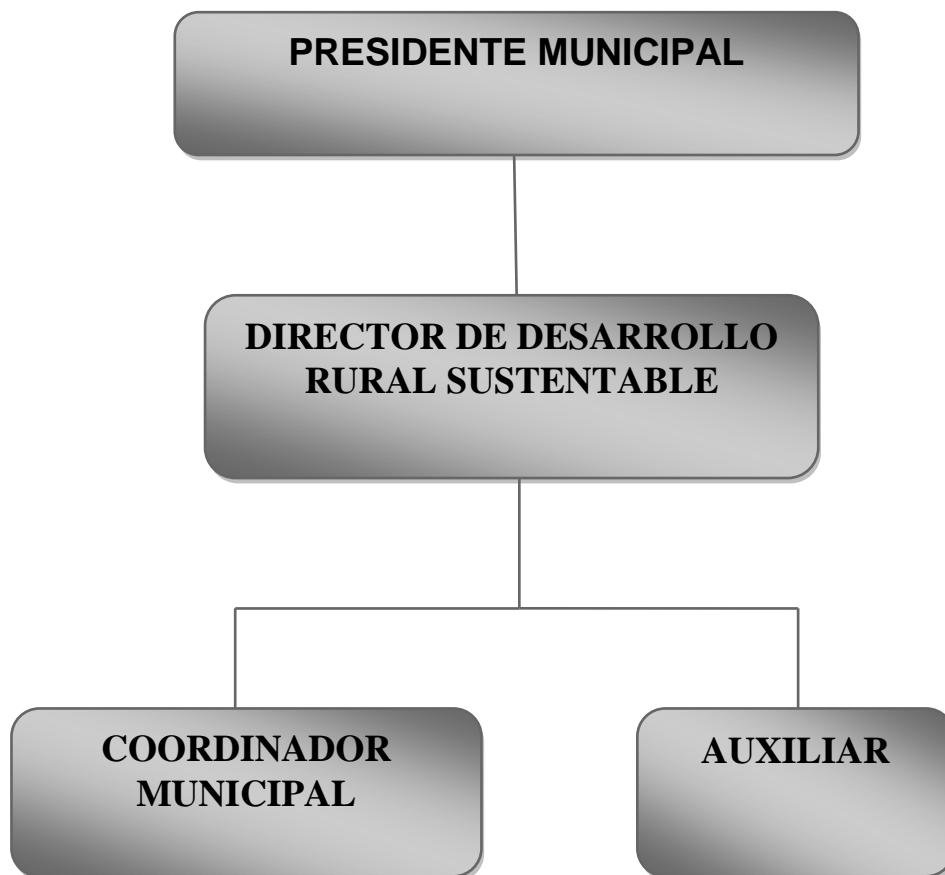 PRESIDENTE MUNICIPAL
DIRECTOR DE DESARROLLO
RURAL SUSTENTABLE
COORDINADOR
MUNICIPAL
AUXILIAR